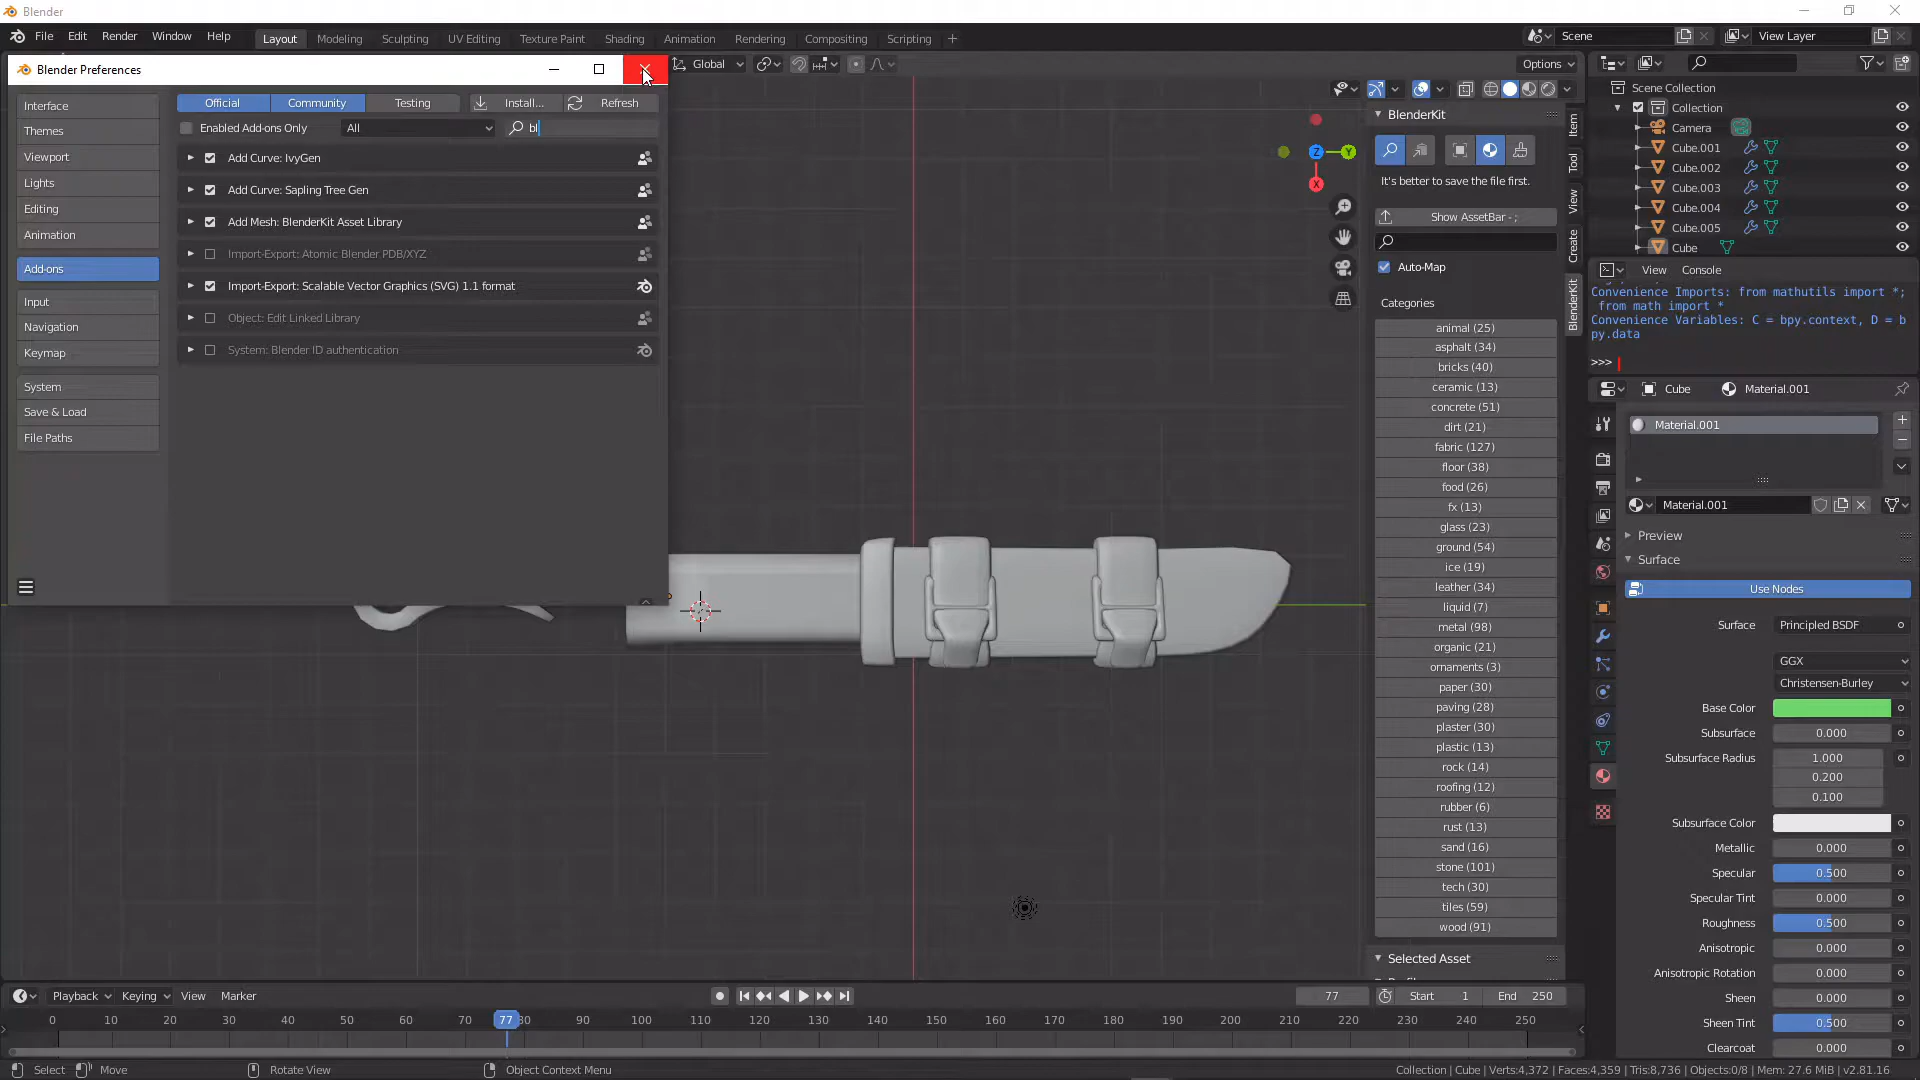 Blender
File Edit Render Window Help Layout Modeling Sculpting UV Editing Texture Paint Shading Animation Rendering Compositing Scripting + Scene View Layer
Blender Preferences
Global
Options
Interface
Themes
Viewport
Lights
Editing
Animation
Add-ons
Input
Navigation
Keymap
System
Save & Load
File Paths
Official Community Testing Install... Refresh
Enabled Add-ons Only All bl
Add Curve: IvyGen
Add Curve: Sapling Tree Gen
Add Mesh: BlenderKit Asset Library
Import-Export: Atomic Blender PDB/XYZ
Import-Export: Scalable Vector Graphics (SVG) 1.1 format
Object: Edit Linked Library
System: Blender ID authentication
Z Y
X
BlenderKit
It's better to save the file first.
Show AssetBar - ;
Auto-Map
Categories
animal (25)
asphalt (34)
bricks (40)
ceramic (13)
concrete (51)
dirt (21)
fabric (127)
floor (38)
food (26)
fx (13)
glass (23)
ground (54)
ice (19)
leather (34)
liquid (7)
metal (98)
organic (21)
ornaments (3)
paper (30)
paving (28)
plaster (30)
plastic (13)
rock (14)
roofing (12)
rubber (6)
rust (13)
sand (16)
stone (101)
tech (30)
tiles (59)
wood (91)
Selected Asset
Item
Tool
View
Create
BlenderKit
Scene Collection
Collection
Camera
Cube.001
Cube.002
Cube.003
Cube.004
Cube.005
Cube
View Console
Convenience Imports: from mathutils import *;
from math import *
Convenience Variables: C = bpy.context, D = b
py.data
>>>
Cube Material.001
Material.001
Material.001
Preview
Surface
Use Nodes
Surface Principled BSDF
GGX
Christensen-Burley
Base Color
Subsurface 0.000
Subsurface Radius 1.000
0.200
0.100
Subsurface Color
Metallic 0.000
Specular 0.500
Specular Tint 0.000
Roughness 0.500
Anisotropic 0.000
Anisotropic Rotation 0.000
Sheen 0.000
Sheen Tint 0.500
Clearcoat 0.000
Playback Keying View Marker 77 Start 1 End 250
0 10 20 30 40 50 60 70 77 80 90 100 110 120 130 140 150 160 170 180 190 200 210 220 230 240 250
Select Move Rotate View Object Context Menu Collection | Cube | Verts:4,372 | Faces:4,359 | Tris:8,736 | Objects:0/8 | Mem: 27.6 MiB | v2.81.16